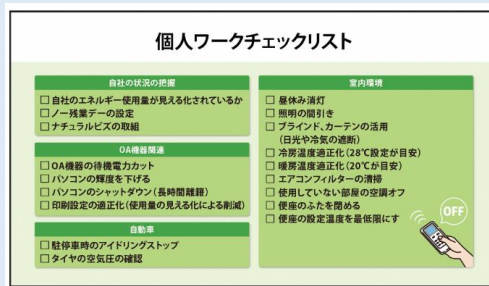 個人ワークチェックリスト
自社の状況の把握
□ 自社のエネルギー使用量が見える化されているか
□ ノー残業デーの設定
□ ナチュラルビズの取組
OA機器関連
□ OA機器の待機電力カット
□ パソコンの輝度を下げる
□ パソコンのシャットダウン（長時間離籍）
□ 印刷設定の適正化（使用量の見える化による削減）
自動車
□ 駐停車時のアイドリングストップ
□ タイヤの空気圧の確認
室内環境
□ 昼休み消灯
□ 照明の間引き
□ ブラインド、カーテンの活用
（日光や冷気の遮断）
□ 冷房温度適正化（28℃設定が目安）
□ 暖房温度適正化（20℃が目安）
□ エアコンフィルターの清掃
□ 使用していない部屋の空調オフ
□ 便座のふたを閉める
□ 便座の設定温度を最低限にす
OFF